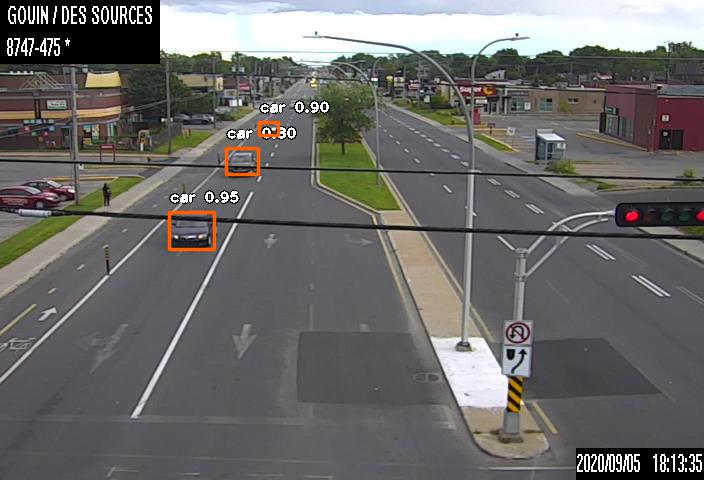 GOUIN / DES SOURCES
8747-475 *
car 0.90
car 0.80
car 0.95
Super
2020/09/05 18:13:35